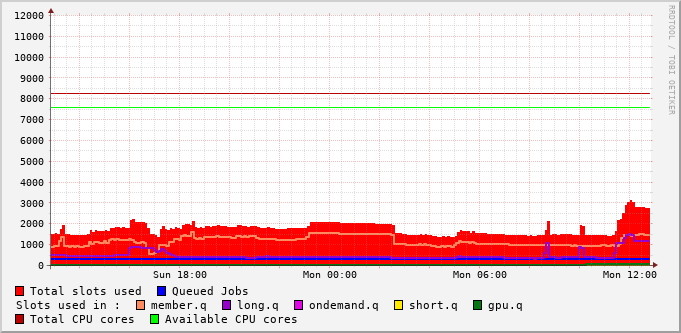 12000
11000
10000
9000
8000
7000
6000
5000
4000
3000
2000
1000
0
Sun 18:00 Mon 00:00 Mon 06:00 Mon 12:00
RRDTOOL / TOBI OETIKER
Total slots used Queued Jobs
Slots used in : member.q long.q ondemand.q short.q gpu.q
Total CPU cores Available CPU cores